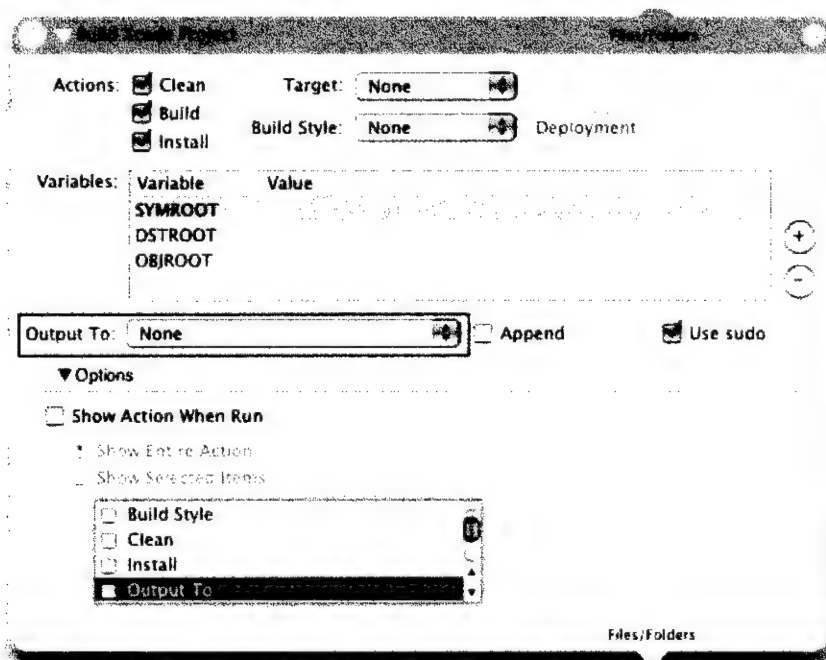 Build Xcode Project Files/Folders
Actions: Clean Target: None
Build Build Style: None Deployment
Install
Variables: Variable Value
SYMROOT
DSTROOT
OBJROOT
Output To: None Append Use sudo
Options
Show Action When Run
Show Entire Action
Show Selected Items
Build Style
Clean
Install
Output To
Files/Folders